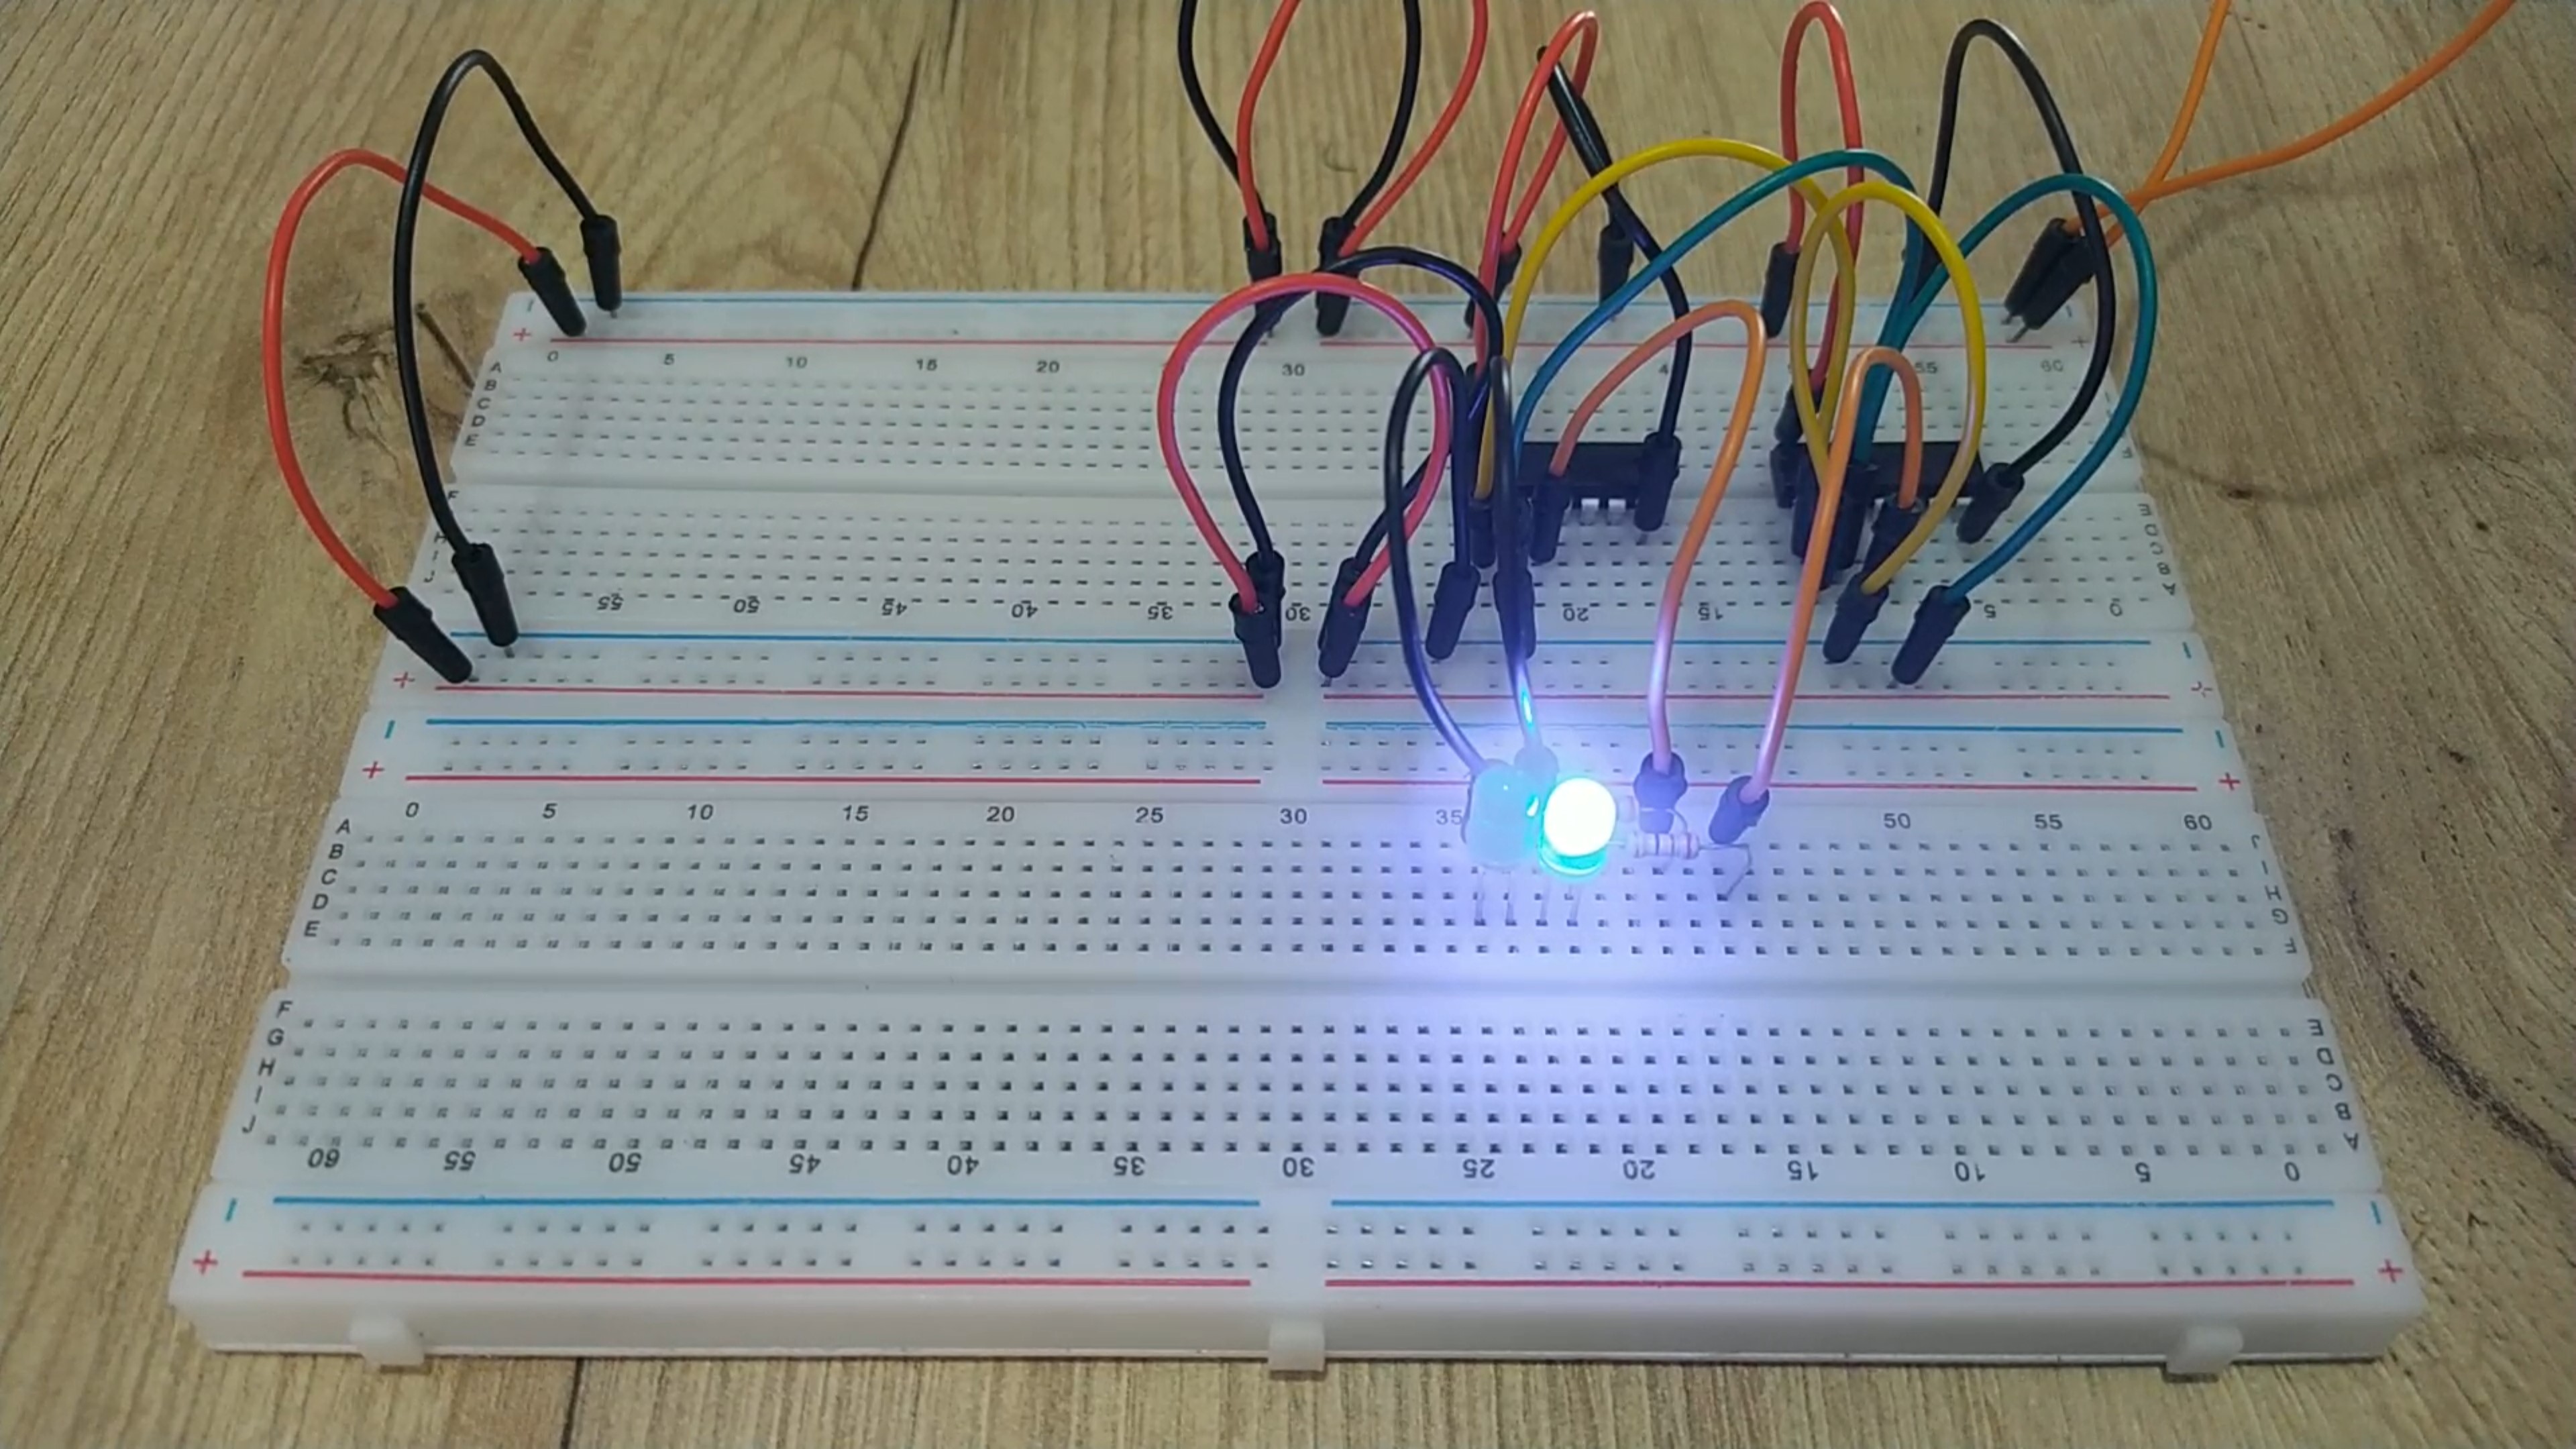 − −
+ +
0 5 10 15 20 30 4 55 60
A
B
C
D
E
F
H
I
J
E
D
C
B
A
55 50 45 40 35 30 20 15 5 0
−
+
− −
+ +
0 5 10 15 20 25 30 35 50 55 60
A J
B I
C H
D G
E F
F E
G D
H C
I B
J A
60 55 50 45 40 35 30 25 20 15 10 5 0
− −
+ +